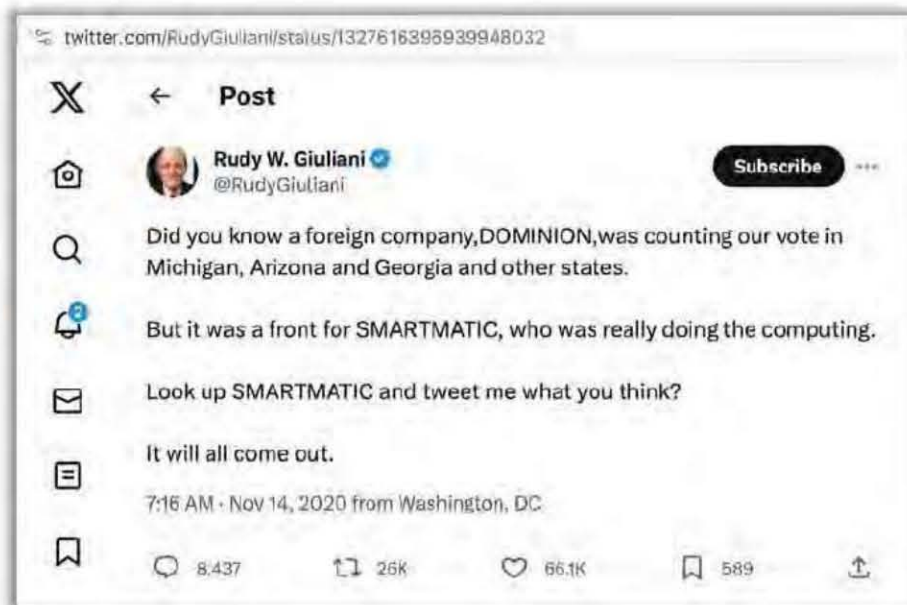 twitter.com/RudyGiuliani/status/1327616396939948032
Post
Rudy W. Giuliani
@RudyGiuliani
Subscribe
Did you know a foreign company,DOMINION,was counting our vote in
Michigan, Arizona and Georgia and other states.
But it was a front for SMARTMATIC, who was really doing the computing.
Look up SMARTMATIC and tweet me what you think?
It will all come out.
7:16 AM · Nov 14, 2020 from Washington, DC
8,437 26K 66.1K 589